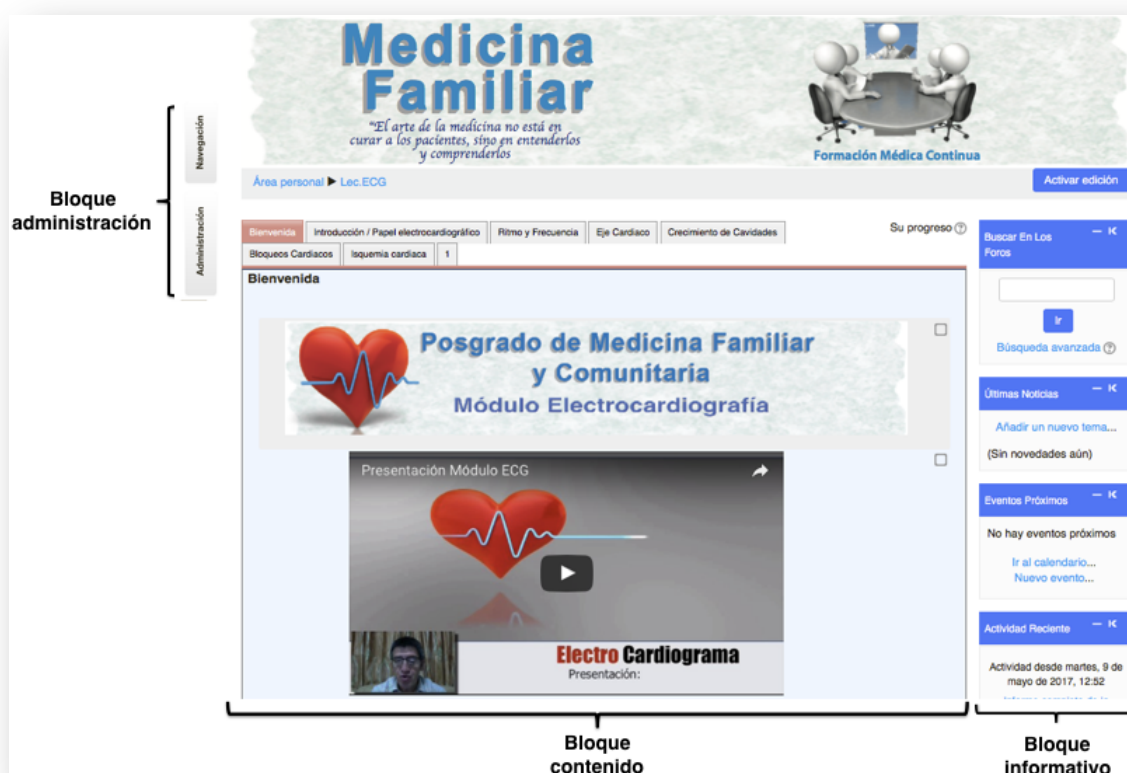 Medicina
Familiar
"El arte de la medicina no está en
curar a los pacientes, sino en entenderlos
y comprenderlos
Formación Médica Continua
Navegación
Administración
Bloque
administración
Área personal ▶ Lec.ECG
Activar edición
Bienvenida
Introducción / Papel electrocardiográfico
Ritmo y Frecuencia
Eje Cardiaco
Crecimiento de Cavidades
Bloqueos Cardiacos
Isquemia cardiaca
1
Su progreso
Bienvenida
Posgrado de Medicina Familiar
y Comunitaria
Módulo Electrocardiografía
Presentación Módulo ECG
Electro Cardiograma
Presentación:
Buscar En Los
Foros
Ir
Búsqueda avanzada
Últimas Noticias
Añadir un nuevo tema...
(Sin novedades aún)
Eventos Próximos
No hay eventos próximos
Ir al calendario...
Nuevo evento...
Actividad Reciente
Actividad desde martes, 9 de
mayo de 2017, 12:52
Bloque
contenido
Bloque
informativo